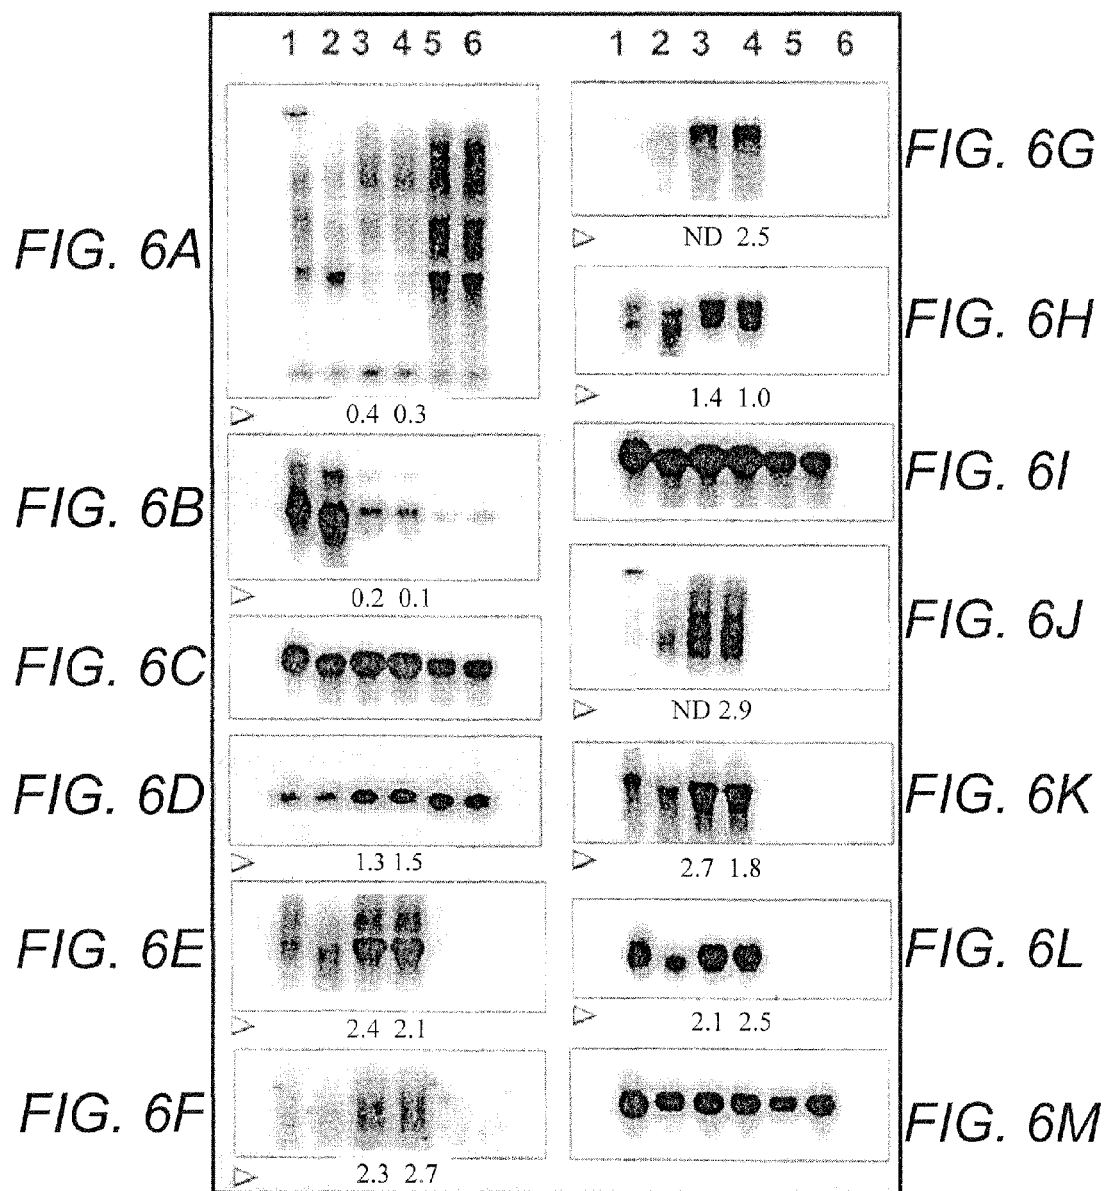 1 2 3 4 5 6
FIG. 6A
0.4 0.3
FIG. 6B
0.2 0.1
FIG. 6C
FIG. 6D
1.3 1.5
FIG. 6E
2.4 2.1
FIG. 6F
2.3 2.7
1 2 3 4 5 6
FIG. 6G
ND 2.5
FIG. 6H
1.4 1.0
FIG. 6I
FIG. 6J
ND 2.9
FIG. 6K
2.7 1.8
FIG. 6L
2.1 2.5
FIG. 6M